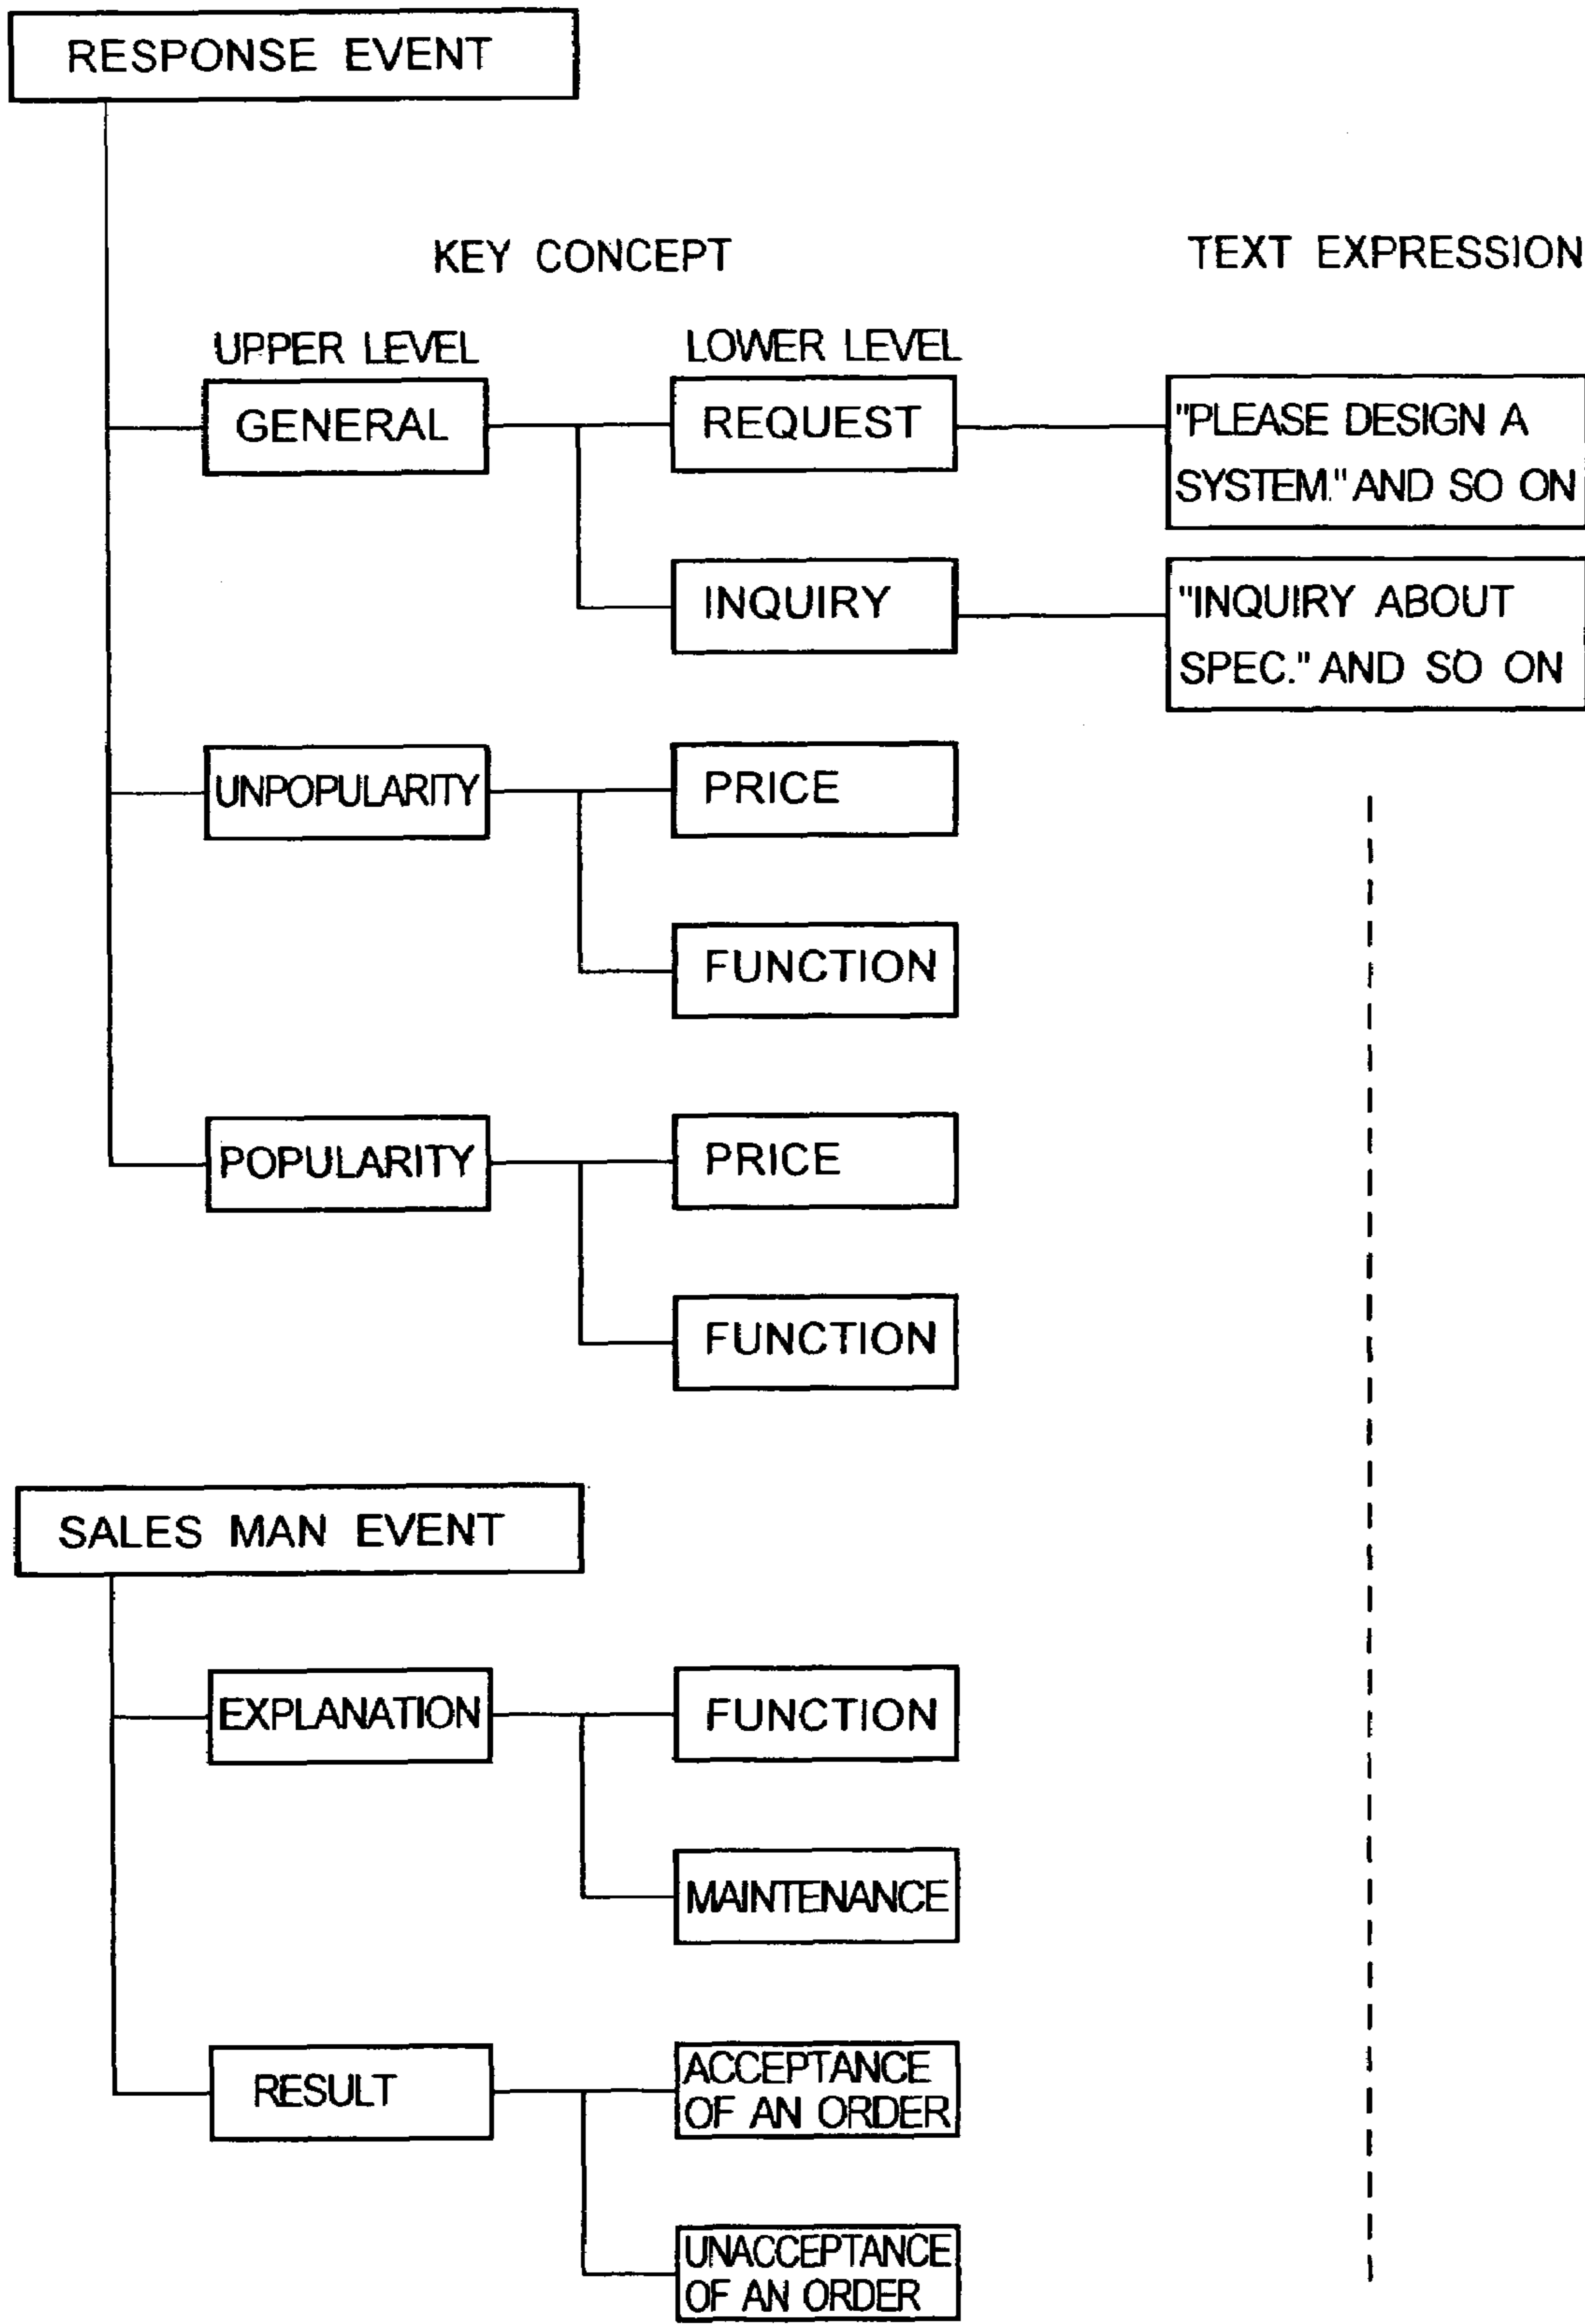 RESPONSE EVENT
KEY CONCEPT
TEXT EXPRESSION
UPPER LEVEL
LOWER LEVEL
GENERAL
REQUEST
"PLEASE DESIGN A
SYSTEM." AND SO ON
INQUIRY
"INQUIRY ABOUT
SPEC." AND SO ON
UNPOPULARITY
PRICE
FUNCTION
POPULARITY
PRICE
FUNCTION
SALES MAN EVENT
EXPLANATION
FUNCTION
MAINTENANCE
RESULT
ACCEPTANCE
OF AN ORDER
UNACCEPTANCE
OF AN ORDER